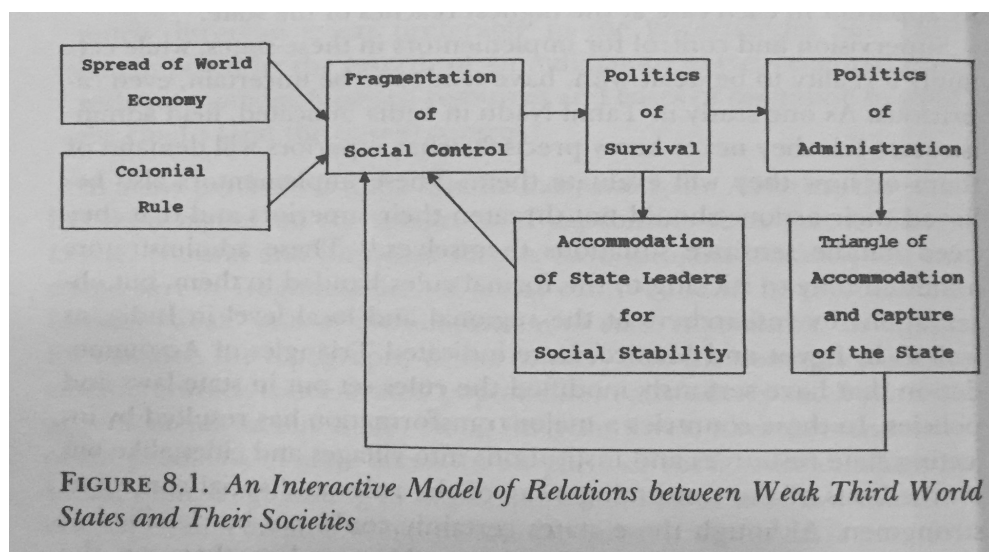 Spread of World
Economy
Colonial
Rule
Fragmentation
of
Social Control
Politics
of
Survival
Politics
of
Administration
Accommodation
of State Leaders
for
Social Stability
Triangle of
Accommodation
and Capture
of the State
FIGURE 8.1. An Interactive Model of Relations between Weak Third World
States and Their Societies